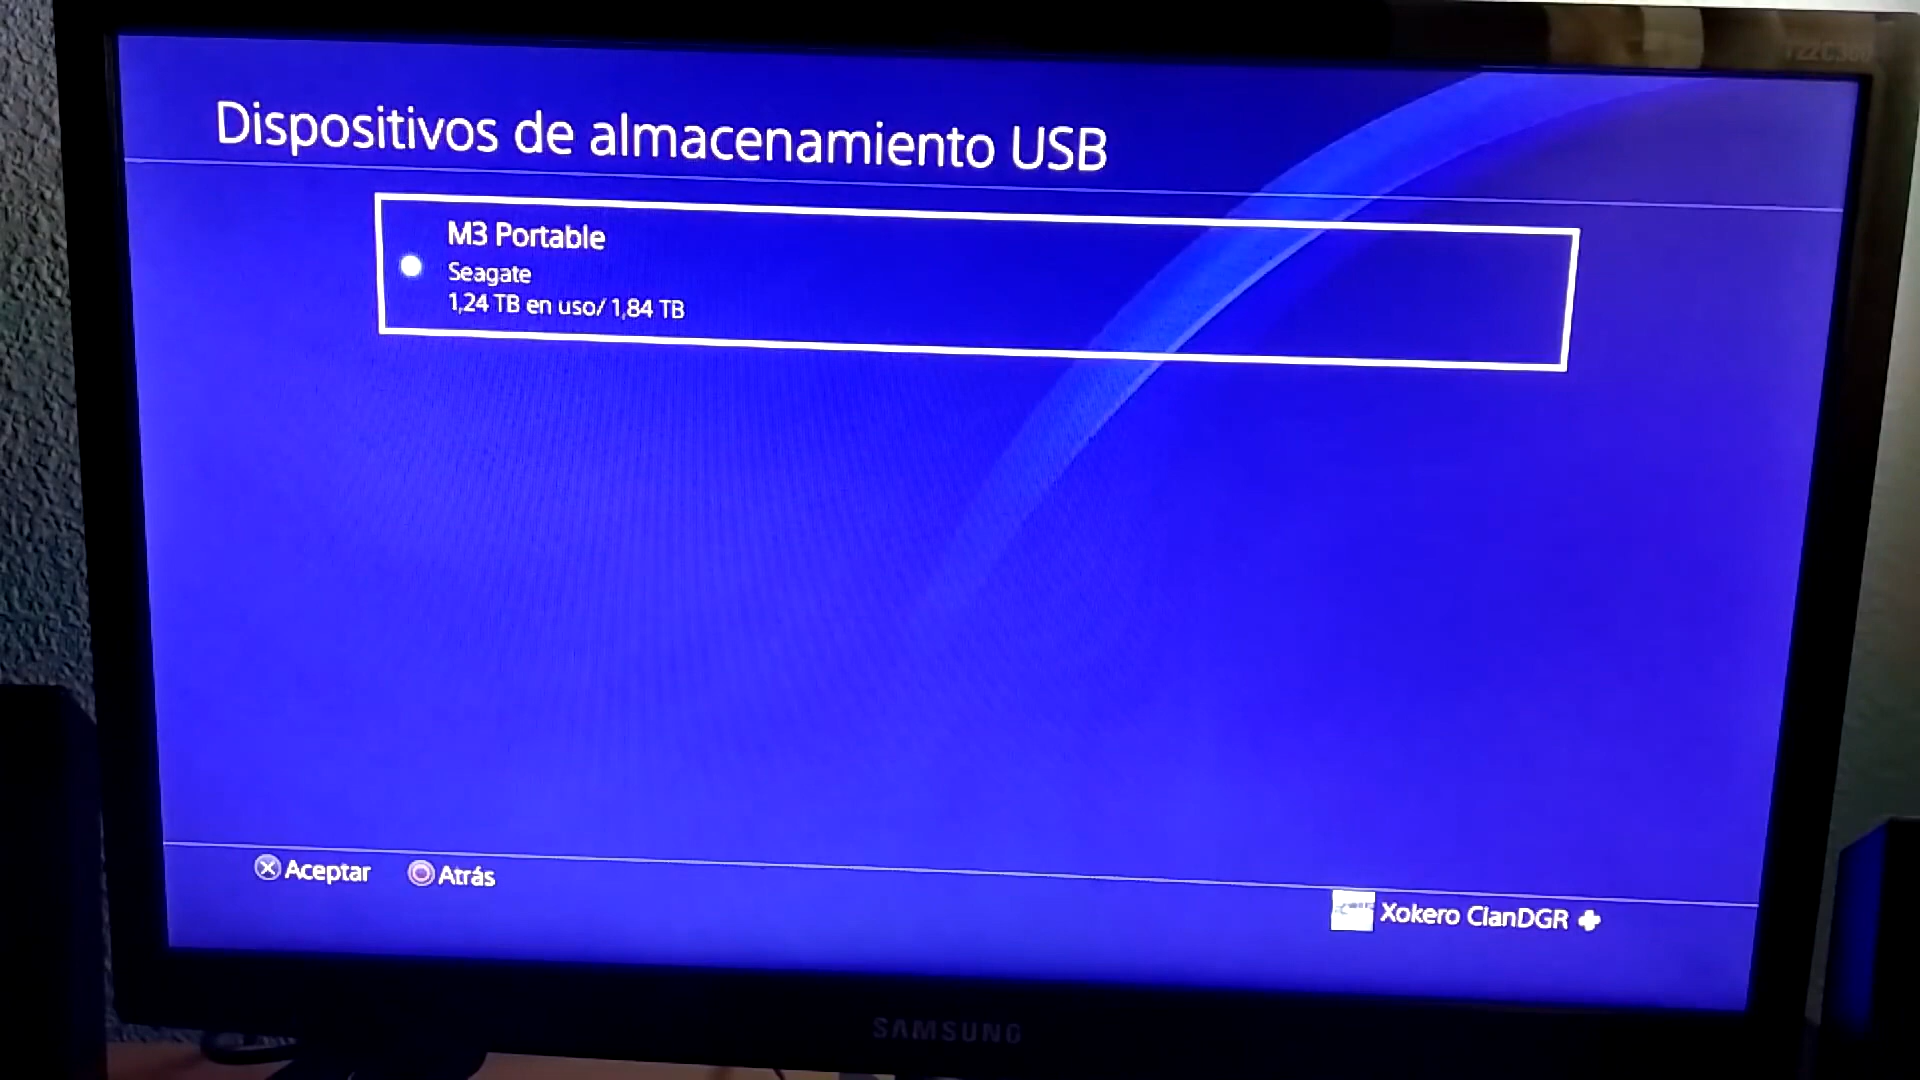 Dispositivos de almacenamiento USB
M3 Portable
Seagate
1,24 TB en uso/ 1,84 TB
Aceptar
Atrás
Xokero ClanDGR
SAMSUNG